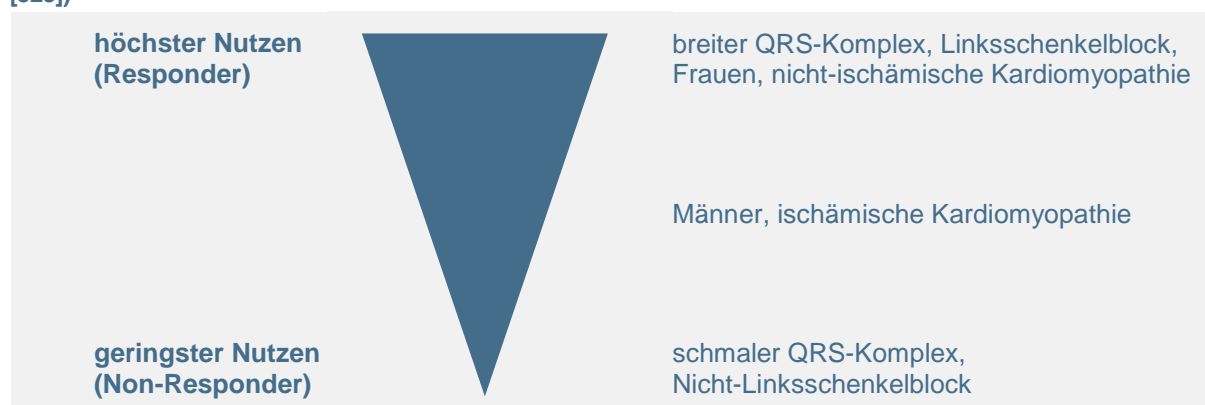 höchster Nutzen
(Responder)
breiter QRS-Komplex, Linksschenkelblock,
Frauen, nicht-ischämische Kardiomyopathie
Männer, ischämische Kardiomyopathie
geringster Nutzen
(Non-Responder)
schmaler QRS-Komplex,
Nicht-Linksschenkelblock